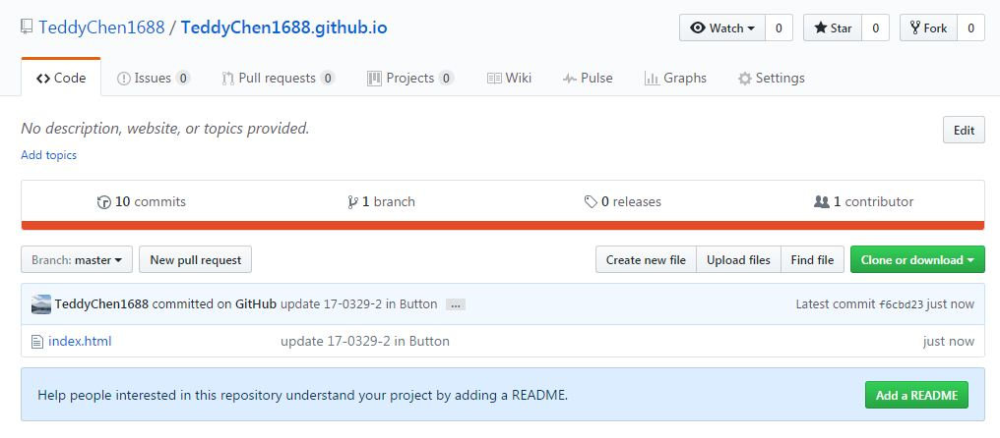 TeddyChen1688 / TeddyChen1688.github.io Watch 0 Star 0 Fork 0
Code Issues 0 Pull requests 0 Projects 0 Wiki Pulse Graphs Settings
No description, website, or topics provided. Edit
Add topics
10 commits 1 branch 0 releases 1 contributor
Branch: master New pull request Create new file Upload files Find file Clone or download
TeddyChen1688 committed on GitHub update 17-0329-2 in Button ... Latest commit f6cbd23 just now
index.html update 17-0329-2 in Button just now
Help people interested in this repository understand your project by adding a README. Add a README